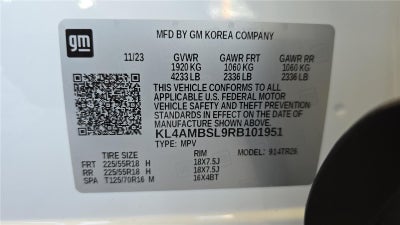 gm
MFD BY GM KOREA COMPANY
11/23 GVWR GAWR FRT GAWR RR
1920 KG 1060 KG 1060 KG
4233 LB 2336 LB 2336 LB
THIS VEHICLE CONFORMS TO ALL
APPLICABLE U.S. FEDERAL MOTOR
VEHICLE SAFETY AND THEFT PREVENTION
STANDARDS IN EFFECT ON THE DATE OF
MANUFACTURE SHOWN ABOVE.
KL4AMBSL9RB101951
TYPE: MPV MODEL: 914TR26
TIRE SIZE RIM
FRT 225/55R18 H 18X7.5J
RR 225/55R18 H 18X7.5J
SPA T125/70R16 M 16X4BT